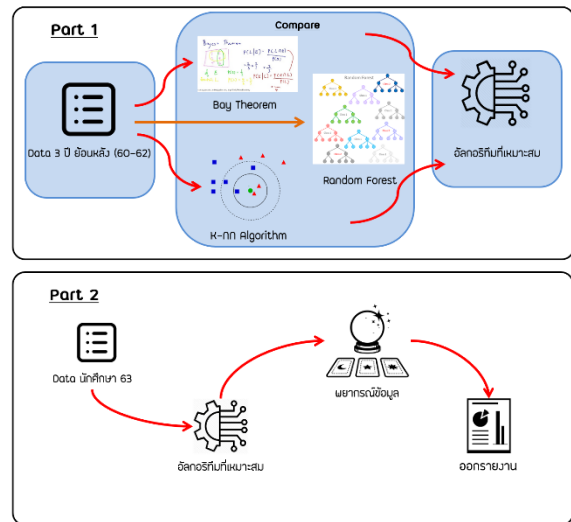 Part 1
Compare
Bayes Theorem
Bay Theorem
Data 3 ปี ย้อนหลัง (60-62)
Random Forest
Random Forest
K-nn Algorithm
อัลกอริทึมที่เหมาะสม
Part 2
Data นักศึกษา 63
อัลกอริทึมที่เหมาะสม
พยากรณ์ข้อมูล
ออกรายงาน